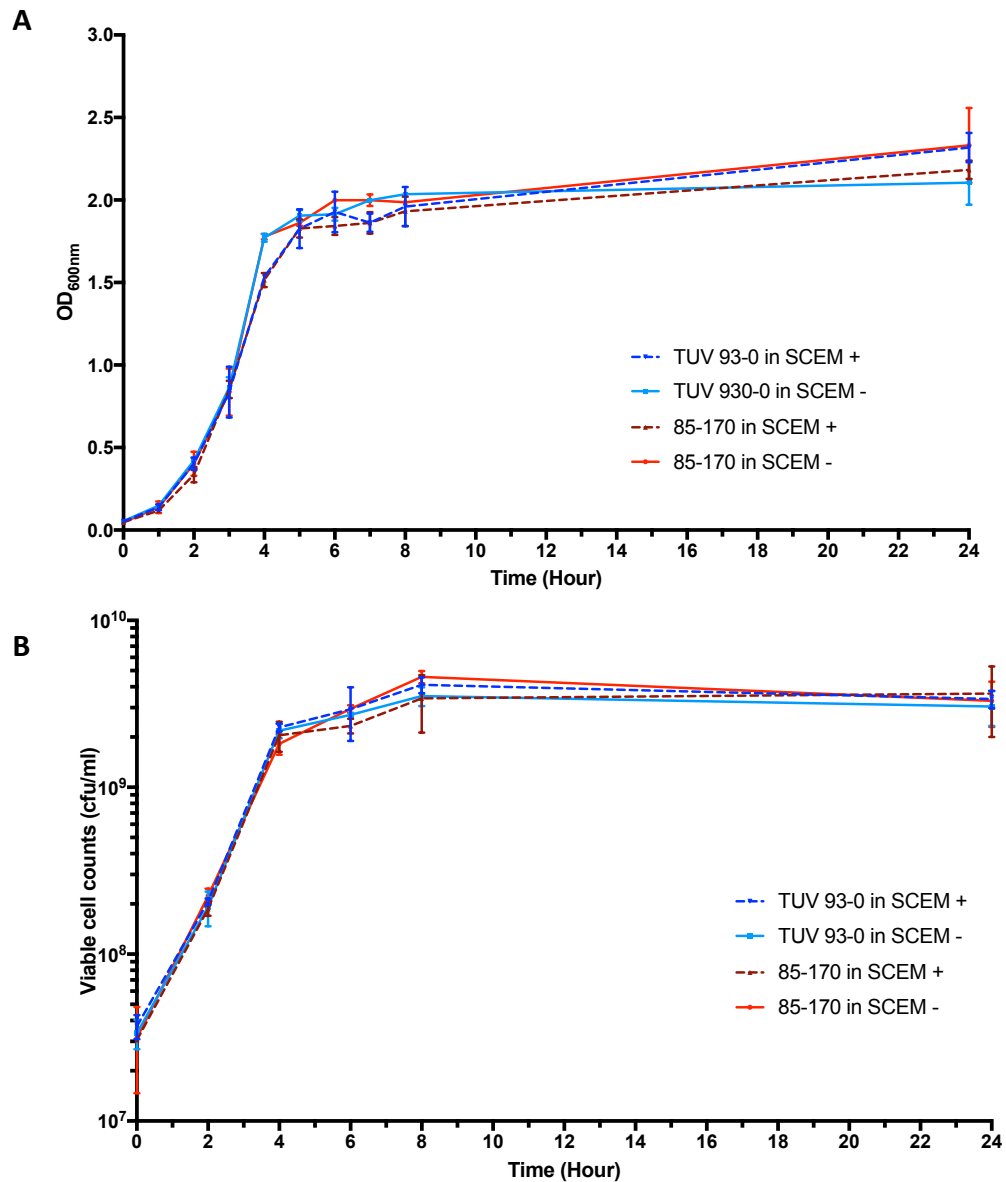 A
3.0
2.5
2.0
1.5
1.0
0.5
0.0
OD600nm
TUV 93-0 in SCEM +
TUV 930-0 in SCEM -
85-170 in SCEM +
85-170 in SCEM -
0 2 4 6 8 10 12 14 16 18 20 22 24
Time (Hour)
B
10^10
10^9
10^8
10^7
Viable cell counts (cfu/ml)
TUV 93-0 in SCEM +
TUV 93-0 in SCEM -
85-170 in SCEM +
85-170 in SCEM -
0 2 4 6 8 10 12 14 16 18 20 22 24
Time (Hour)